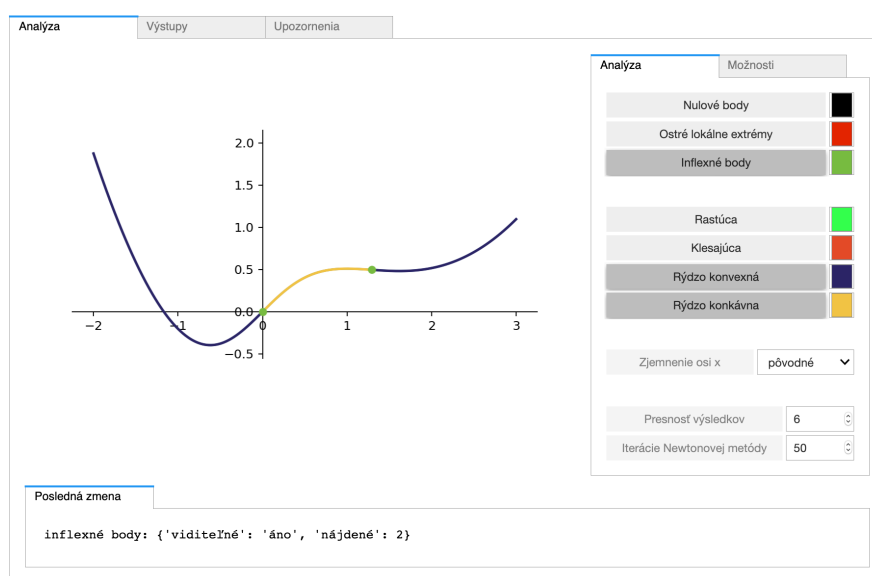 Analýza
Výstupy
Upozornenia
Analýza
Možnosti
Nulové body
Ostré lokálne extrémy
Inflexné body
Rastúca
Klesajúca
Rýdzo konvexná
Rýdzo konkávna
Zjemnenie osi x
pôvodné
Presnosť výsledkov
6
Iterácie Newtonovej metódy
50
2.0
1.5
1.0
0.5
0.0
−0.5
−2
−1
0
1
2
3
Posledná zmena
inflexné body: {'viditeľné': 'áno', 'nájdené': 2}